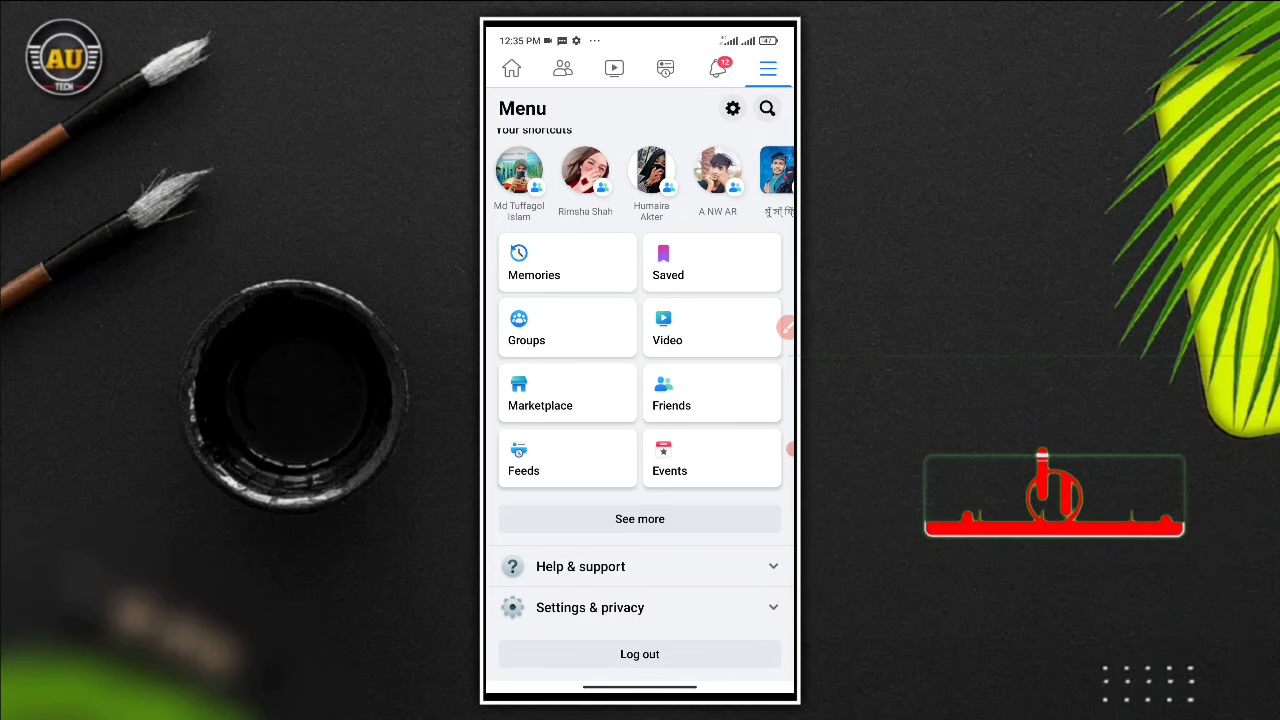 AU
TECH
12:35 PM
47
12
Menu
Your shortcuts
Md Tuffagol
Islam
Rimsha Shah
Humaira
Akter
A NW AR
Memories
Saved
Groups
Video
Marketplace
Friends
Feeds
Events
See more
Help & support
Settings & privacy
Log out